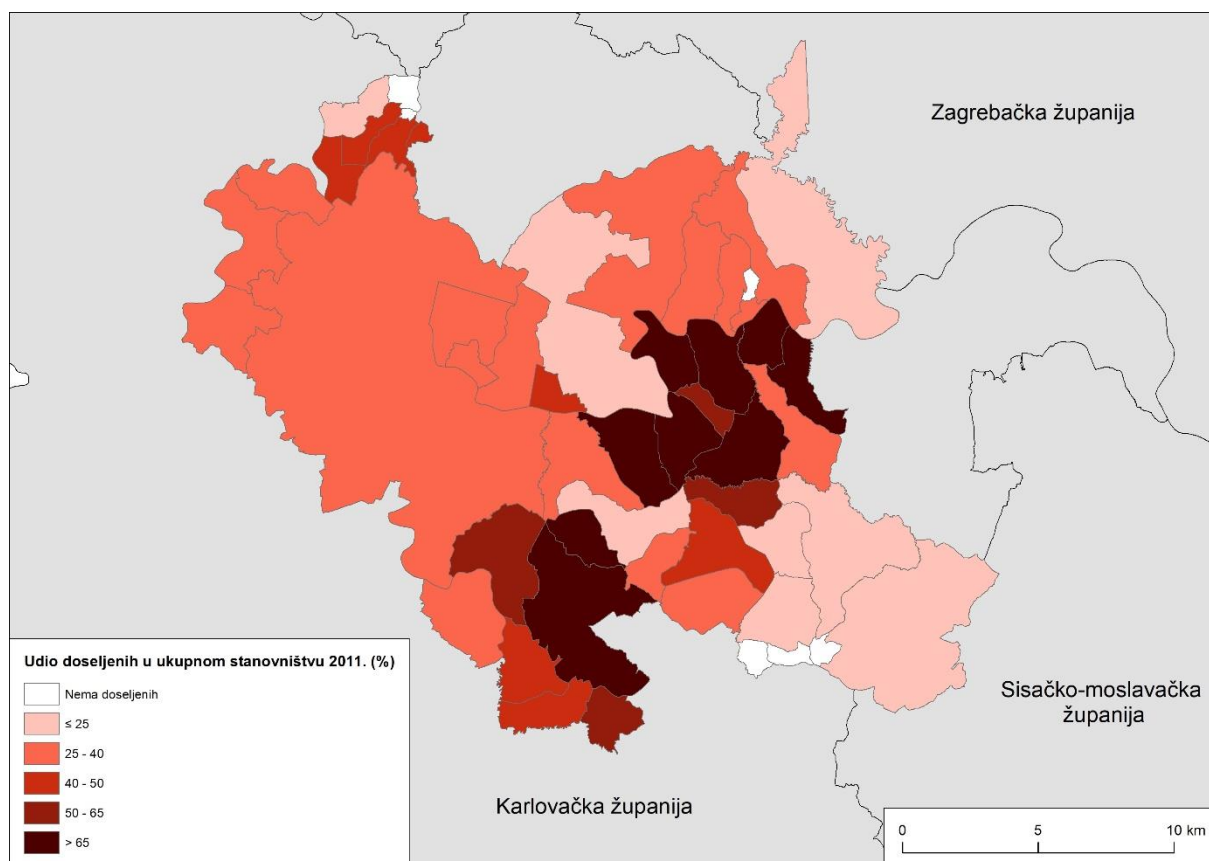 Zagrebačka županija
Sisačko-moslavačka
županija
Karlovačka županija
Udio doseljenih u ukupnom stanovništvu 2011. (%)
Nema doseljenih
≤ 25
25 - 40
40 - 50
50 - 65
> 65
0 5 10 km